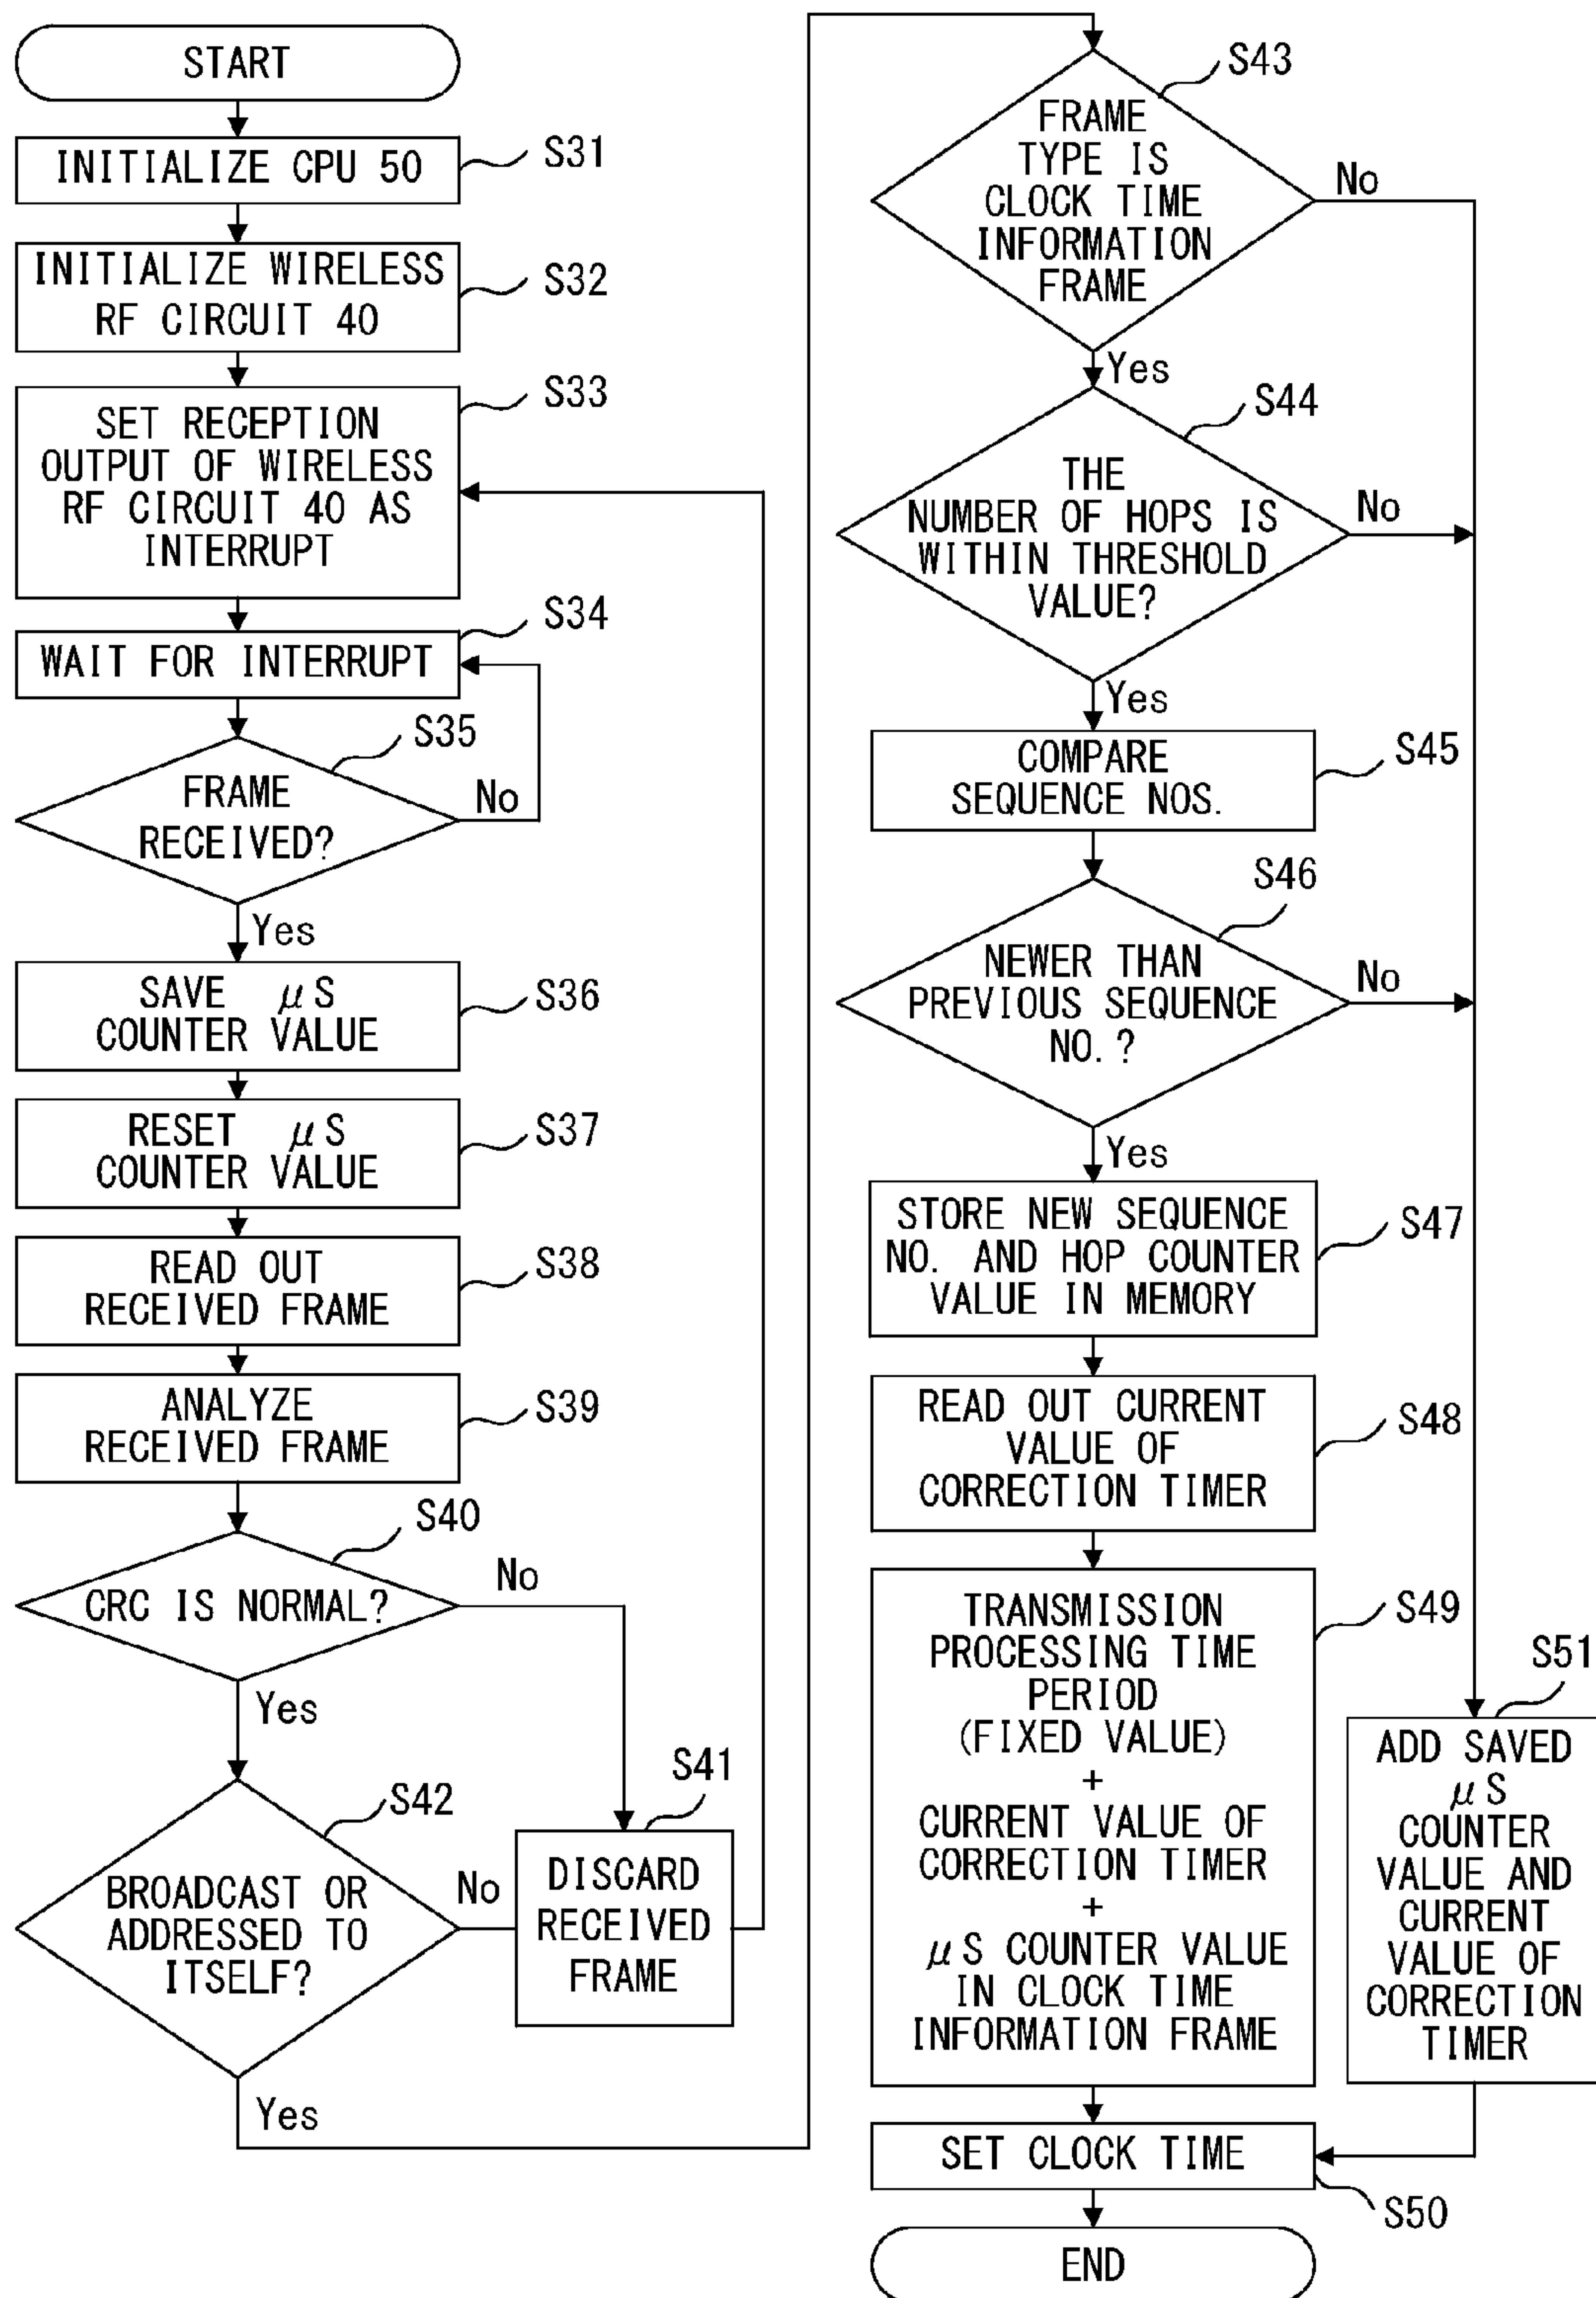 START
INITIALIZE CPU 50
S31
INITIALIZE WIRELESS
RF CIRCUIT 40
S32
SET RECEPTION
OUTPUT OF WIRELESS
RF CIRCUIT 40 AS
INTERRUPT
S33
WAIT FOR INTERRUPT
S34
FRAME
RECEIVED?
S35
No
Yes
SAVE μS
COUNTER VALUE
S36
RESET μS
COUNTER VALUE
S37
READ OUT
RECEIVED FRAME
S38
ANALYZE
RECEIVED FRAME
S39
CRC IS NORMAL?
S40
No
Yes
DISCARD
RECEIVED
FRAME
S41
BROADCAST OR
ADDRESSED TO
ITSELF?
S42
No
Yes
FRAME
TYPE IS
CLOCK TIME
INFORMATION
FRAME
S43
No
Yes
THE
NUMBER OF HOPS IS
WITHIN THRESHOLD
VALUE?
S44
No
Yes
COMPARE
SEQUENCE NOS.
S45
NEWER THAN
PREVIOUS SEQUENCE
NO.?
S46
No
Yes
STORE NEW SEQUENCE
NO. AND HOP COUNTER
VALUE IN MEMORY
S47
READ OUT CURRENT
VALUE OF
CORRECTION TIMER
S48
TRANSMISSION
PROCESSING TIME
PERIOD
(FIXED VALUE)
+
CURRENT VALUE OF
CORRECTION TIMER
+
μS COUNTER VALUE
IN CLOCK TIME
INFORMATION FRAME
S49
S51
ADD SAVED
μS
COUNTER
VALUE AND
CURRENT
VALUE OF
CORRECTION
TIMER
SET CLOCK TIME
S50
END